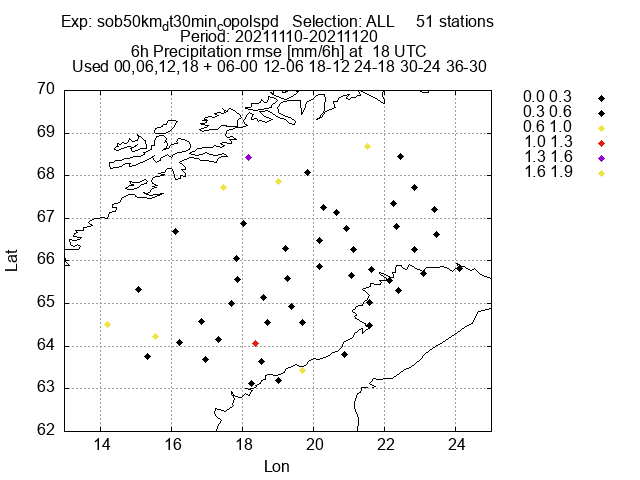 Exp: sob50km_dt30min_copolspd   Selection: ALL    51 stations
Period: 20211110-20211120
6h Precipitation rmse [mm/6h] at  18 UTC
Used 00,06,12,18 + 06-00 12-06 18-12 24-18 30-24 36-30
70
69
68
67
66
65
64
63
62
14 16 18 20 22 24
Lat
Lon
0.0 0.3
0.3 0.6
0.6 1.0
1.0 1.3
1.3 1.6
1.6 1.9